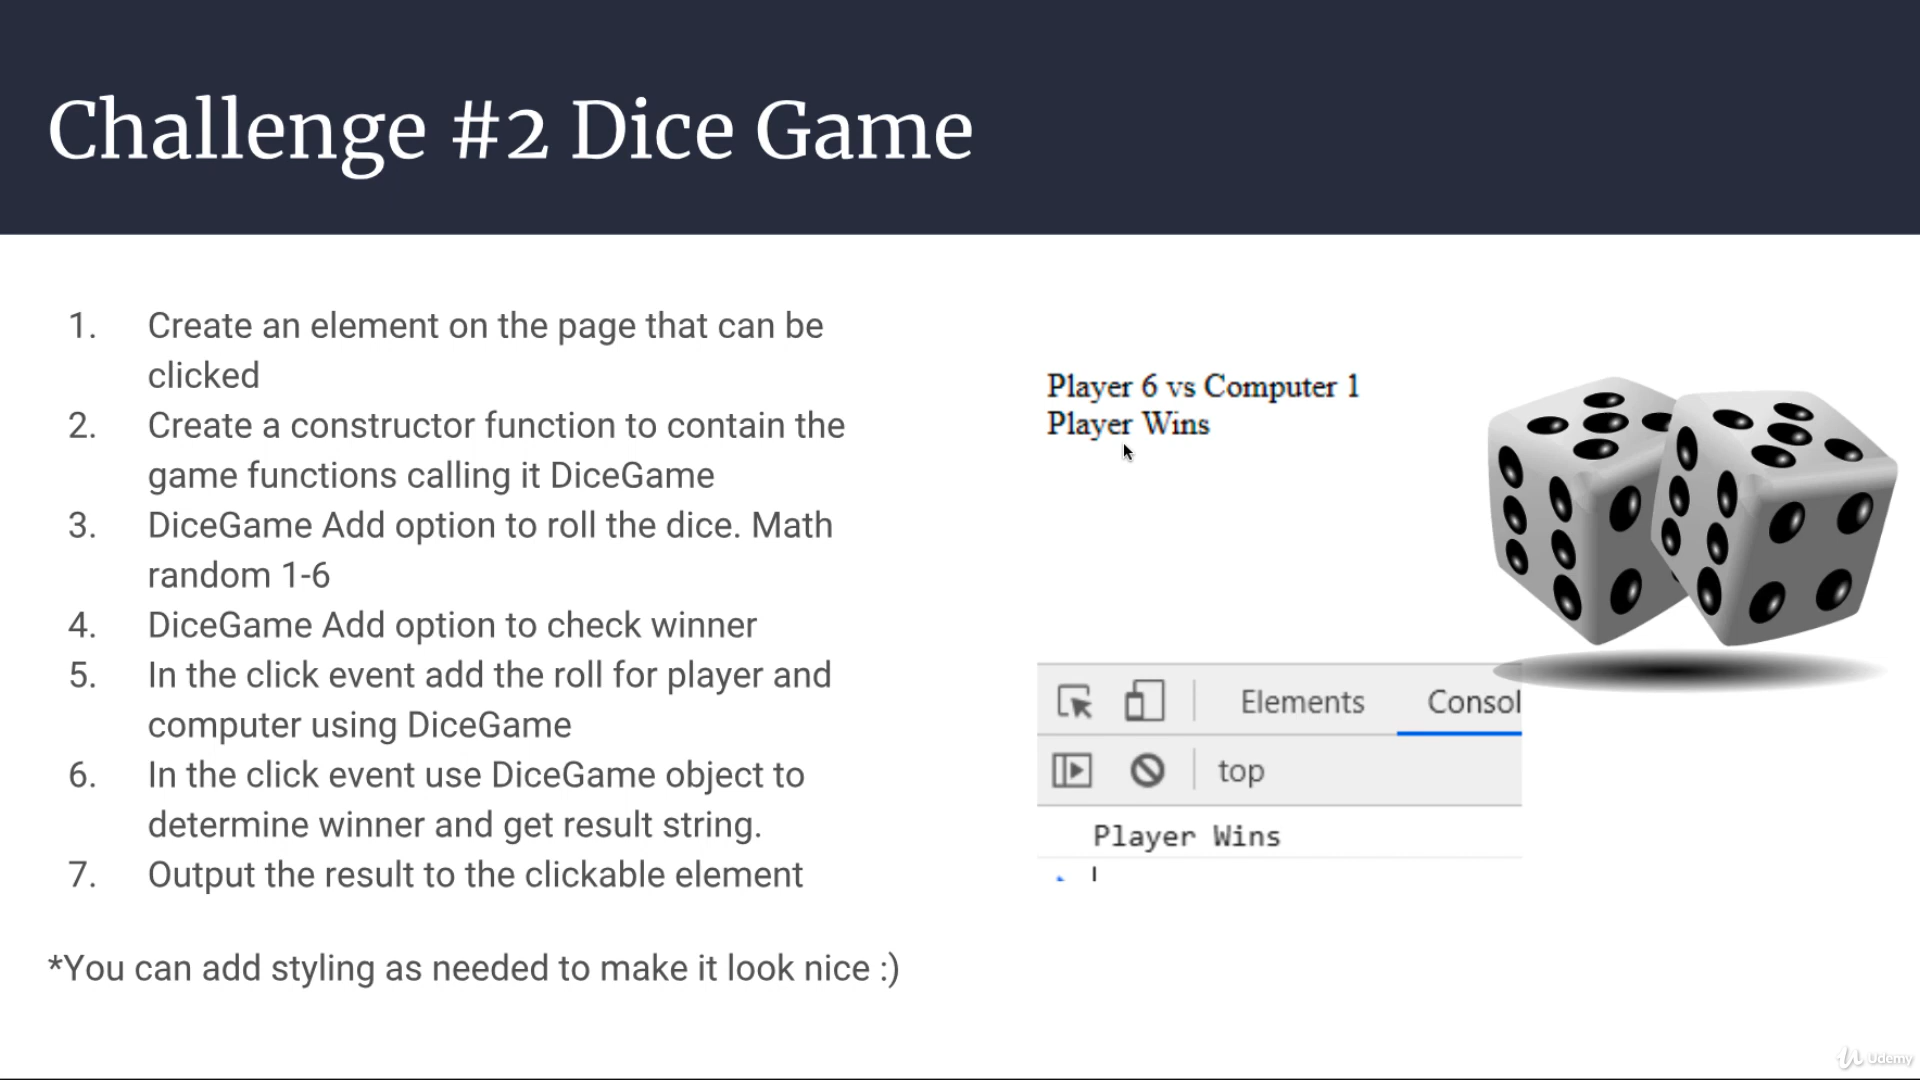 Challenge #2 Dice Game
1. Create an element on the page that can be
clicked
2. Create a constructor function to contain the
game functions calling it DiceGame
3. DiceGame Add option to roll the dice. Math
random 1-6
4. DiceGame Add option to check winner
5. In the click event add the roll for player and
computer using DiceGame
6. In the click event use DiceGame object to
determine winner and get result string.
7. Output the result to the clickable element
*You can add styling as needed to make it look nice :)
Player 6 vs Computer 1
Player Wins
Elements Consol
top
Player Wins
Udemy